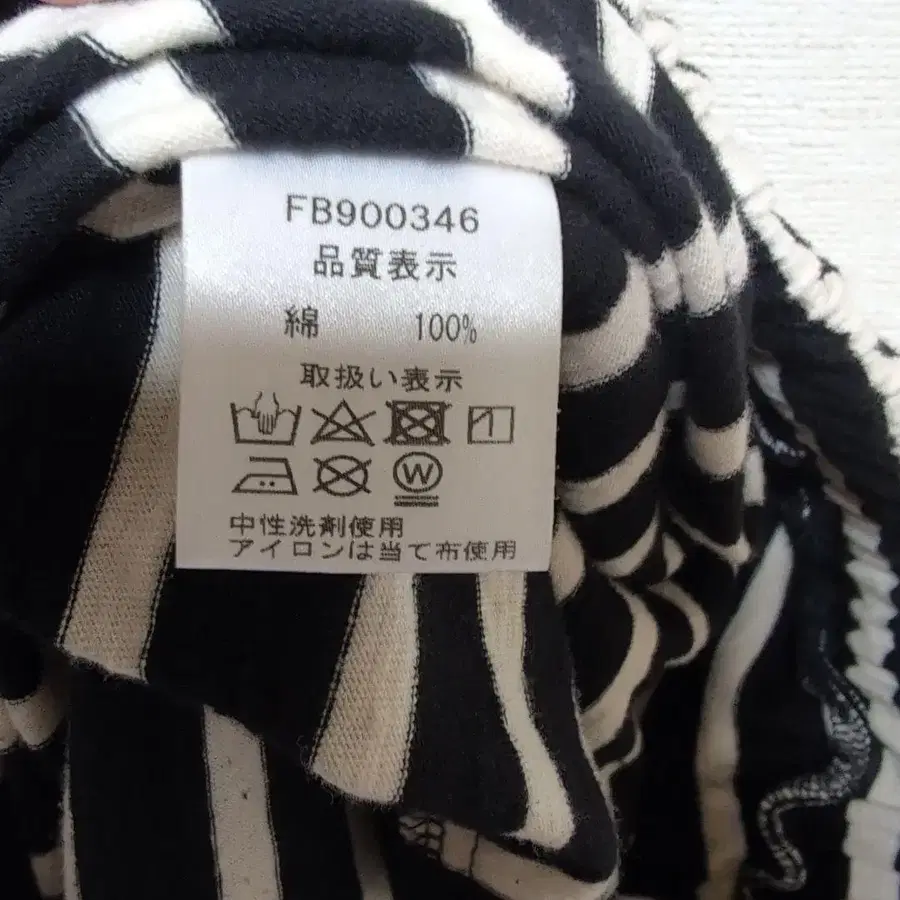 FB900346
品質表示
綿 100%
取扱い表示
W
中性洗剤使用
アイロンは当て布使用